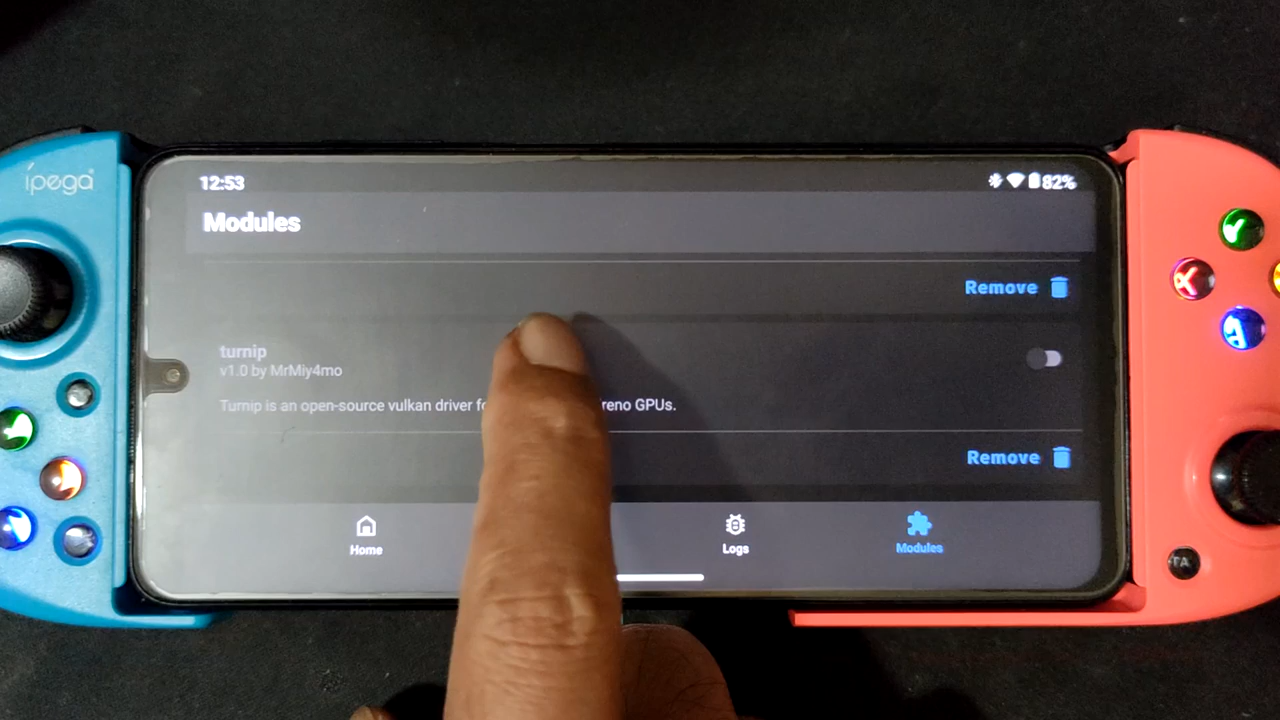 ipega
12:53
82%
Modules
Remove
turnip
v1.0 by MrMiy4mo
Turnip is an open-source vulkan driver reno GPUs.
Remove
Home
Logs
Modules